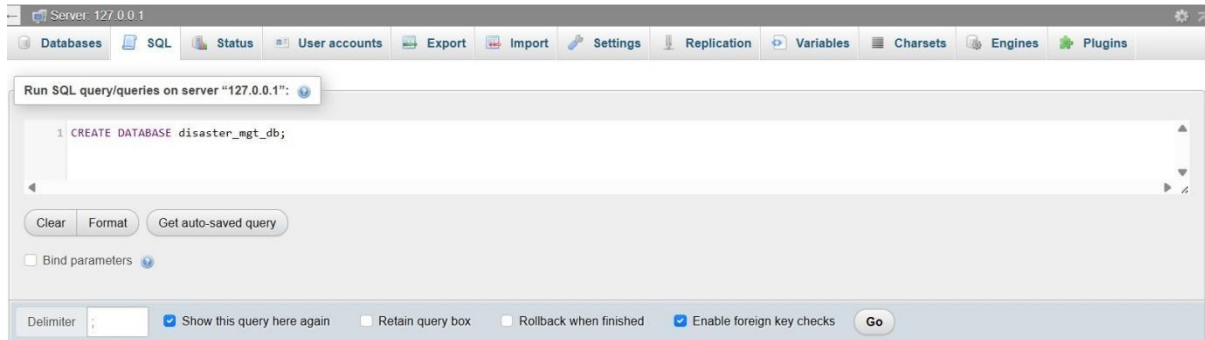 Server: 127.0.0.1
Databases SQL Status User accounts Export Import Settings Replication Variables Charsets Engines Plugins
Run SQL query/queries on server “127.0.0.1”:
1 CREATE DATABASE disaster_mgt_db;
Clear Format Get auto-saved query
Bind parameters
Delimiter ; Show this query here again Retain query box Rollback when finished Enable foreign key checks Go